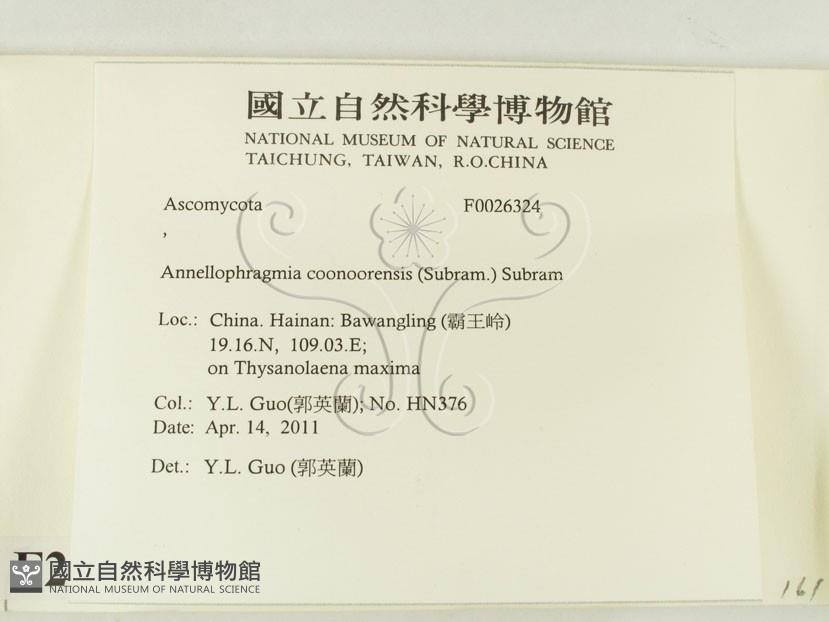 國立自然科學博物館
NATIONAL MUSEUM OF NATURAL SCIENCE
TAICHUNG, TAIWAN, R.O.CHINA
Ascomycota F0026324
,
Annellophragmia coonoorensis (Subram.) Subram
Loc.: China. Hainan: Bawangling (霸王岭)
19.16.N, 109.03.E;
on Thysanolaena maxima
Col.: Y.L. Guo(郭英蘭); No. HN376
Date: Apr. 14, 2011
Det.: Y.L. Guo (郭英蘭)
國立自然科學博物館
NATIONAL MUSEUM OF NATURAL SCIENCE